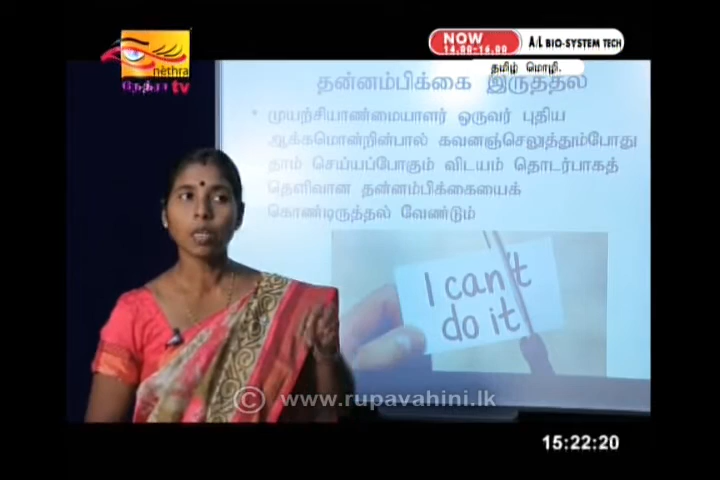 NOW
14.00-16.00
A/L BIO-SYSTEM TECH
தமிழ் மொழி.
nēthra
நேத்ரா tv
தன்னம்பிக்கை இருத்தல்
* முயற்சியாண்மையாளர் ஒருவர் புதிய
ஆக்கமொன்றின்பால் கவனஞ்செலுத்தும்போது
தாம் செய்யப்போகும் விடயம் தொடர்பாகத்
தெளிவான தன்னம்பிக்கையைக்
கொண்டிருத்தல் வேண்டும்
I can't
do it
© www.rupavahini.lk
15:22:20